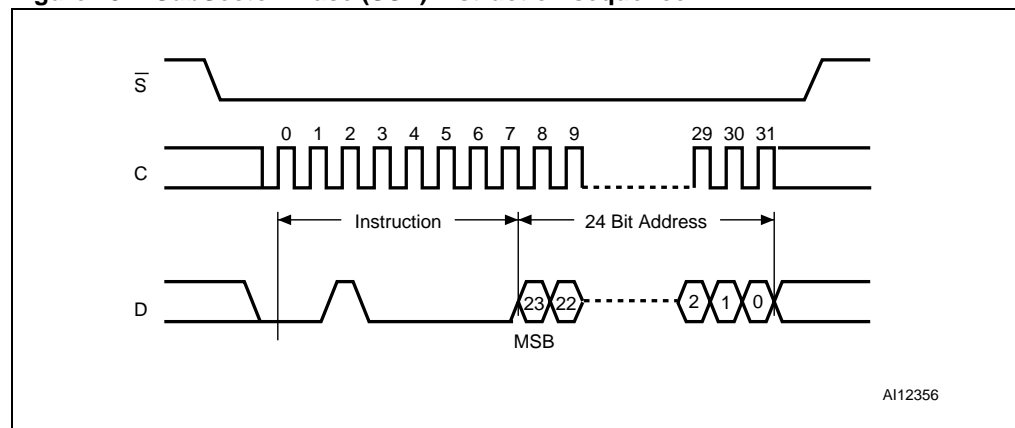 S
0 1 2 3 4 5 6 7 8 9 29 30 31
C
Instruction 24 Bit Address
D 23 22 2 1 0
MSB
AI12356